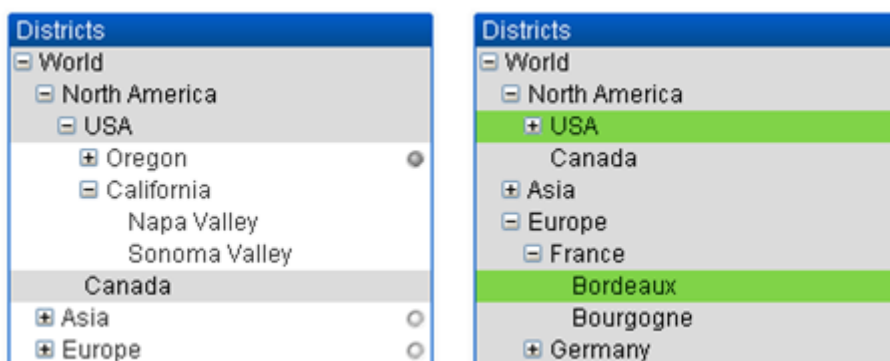 Districts
World
North America
USA
Oregon
California
Napa Valley
Sonoma Valley
Canada
Asia
Europe
Districts
World
North America
USA
Canada
Asia
Europe
France
Bordeaux
Bourgogne
Germany